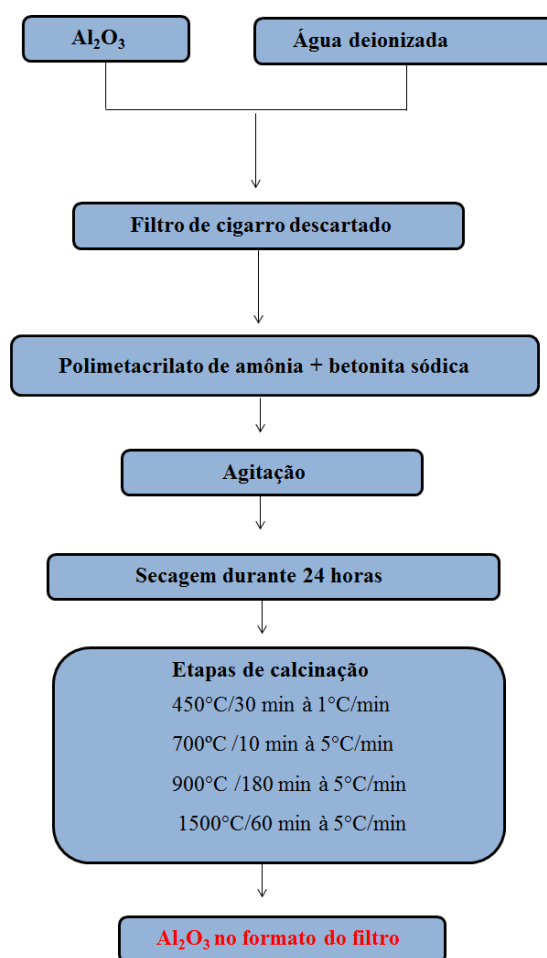 Al₂O₃
Água deionizada
Filtro de cigarro descartado
Polimetacrilato de amônia + betonita sódica
Agitação
Secagem durante 24 horas
Etapas de calcinação
450°C/30 min à 1°C/min
700ºC /10 min à 5°C/min
900°C /180 min à 5°C/min
1500°C/60 min à 5°C/min
Al₂O₃ no formato do filtro